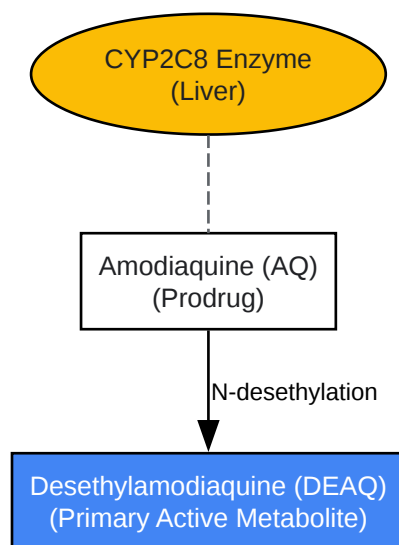 CYP2C8 Enzyme
(Liver)
Amodiaquine (AQ)
(Prodrug)
N-desethylation
Desethylamodiaquine (DEAQ)
(Primary Active Metabolite)